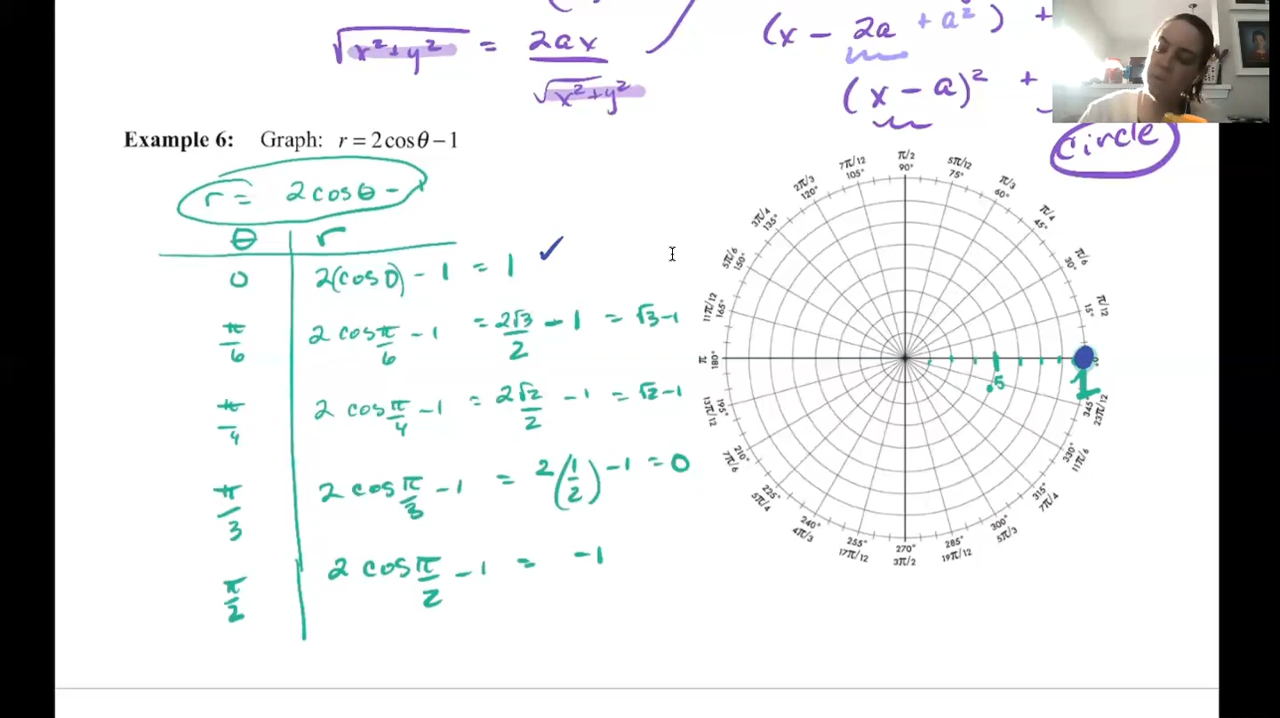 √x²+y² = 2ax / √x²+y²
(x - 2a + a²) +
(x - a)² +
circle
Example 6: Graph: r = 2cosθ − 1
r = 2cosθ - 1
θ | r
0 | 2(cos0) - 1 = 1 ✓
π/6 | 2 cos π/6 - 1 = 2√3/2 - 1 = √3-1
π/4 | 2 cos π/4 - 1 = 2√2/2 - 1 = √2-1
π/3 | 2 cos π/3 - 1 = 2(1/2) - 1 = 0
π/2 | 2 cos π/2 - 1 = -1
π/2 90°
5π/12 75°
π/3 60°
π/4 45°
π/6 30°
π/12 15°
7π/12 105°
2π/3 120°
3π/4 135°
5π/6 150°
11π/12 165°
π 180°
.5
1
195° 13π/12
210° 7π/6
225° 5π/4
240° 4π/3
255° 17π/12
270° 3π/2
285° 19π/12
300° 5π/3
315° 7π/4
330° 11π/6
345° 23π/12